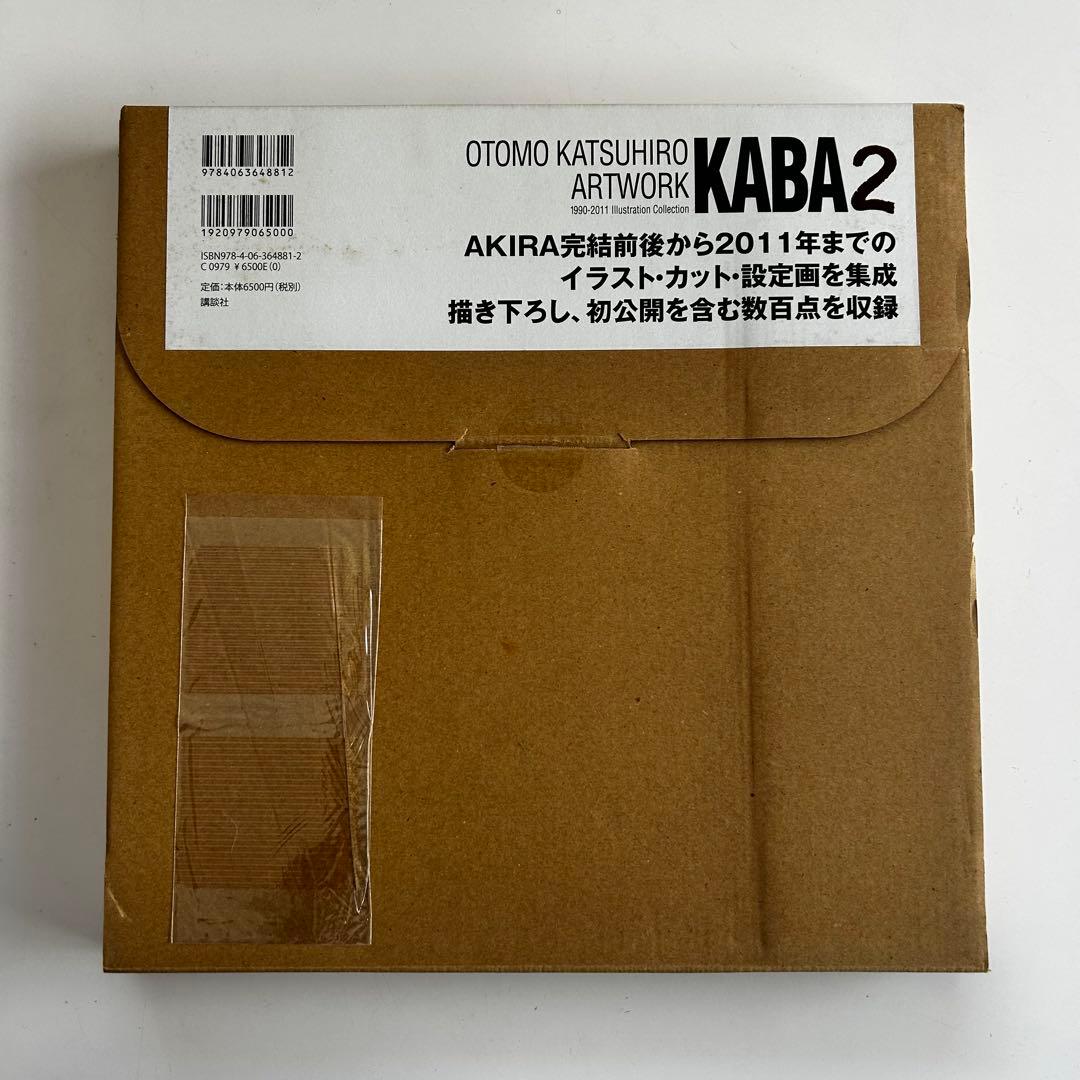 9784063648812
1920979065000
ISBN978-4-06-364881-2
C 0979 ¥ 6500E (0)
定価：本体6500円（税別）
講談社
OTOMO KATSUHIRO
ARTWORK
KABA2
1990-2011 Illustration Collection
AKIRA完結前後から2011年までの
イラスト・カット・設定画を集成
描き下ろし、初公開を含む数百点を収録